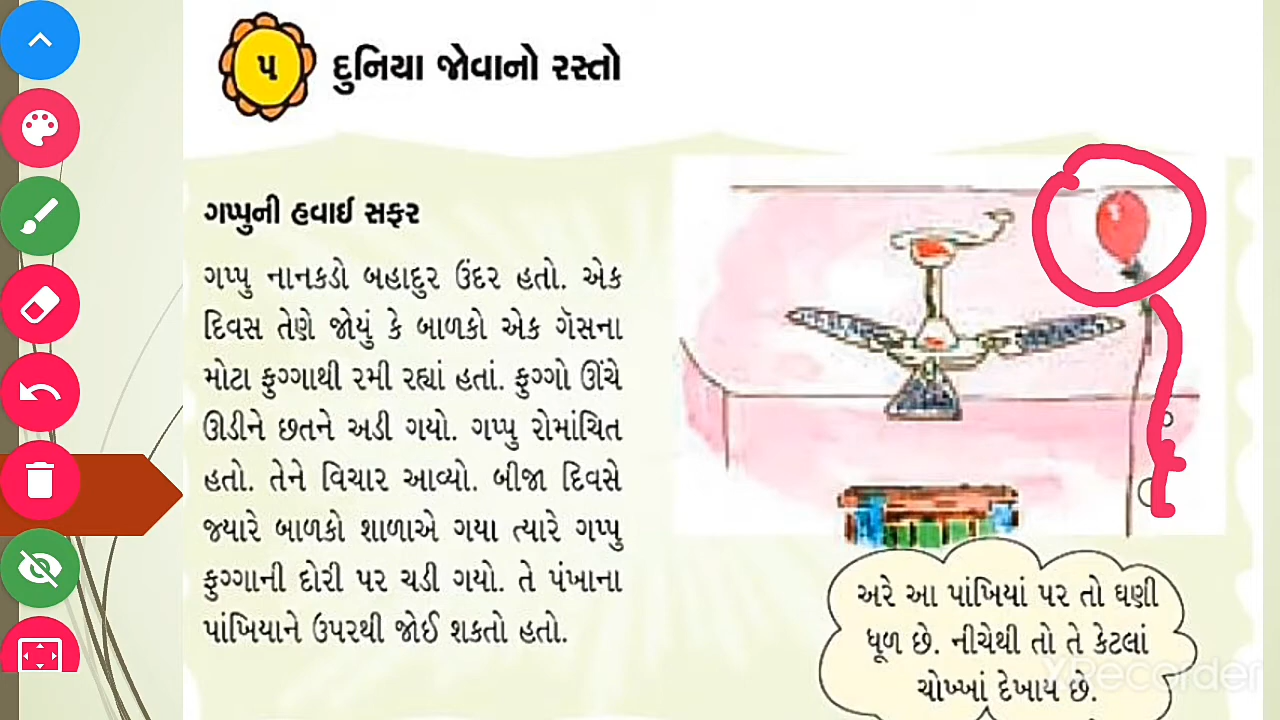 ૫ દુનિયા જોવાનો રસ્તો
ગપ્પુની હવાઈ સફર
ગપ્પુ નાનકડો બહાદુર ઉંદર હતો. એક
દિવસ તેણે જોયું કે બાળકો એક ગૅસના
મોટા ફુગ્ગાથી રમી રહ્યાં હતાં. ફુગ્ગો ઊંચે
ઊડીને છતને અડી ગયો. ગપ્પુ રોમાંચિત
હતો. તેને વિચાર આવ્યો. બીજા દિવસે
જ્યારે બાળકો શાળાએ ગયા ત્યારે ગપ્પુ
ફુગ્ગાની દોરી પર ચડી ગયો. તે પંખાના
પાંખિયાને ઉપરથી જોઈ શકતો હતો.
અરે આ પાંખિયાં પર તો ઘણી
ધૂળ છે. નીચેથી તો તે કેટલાં
ચોખ્ખાં દેખાય છે.
XRecorder